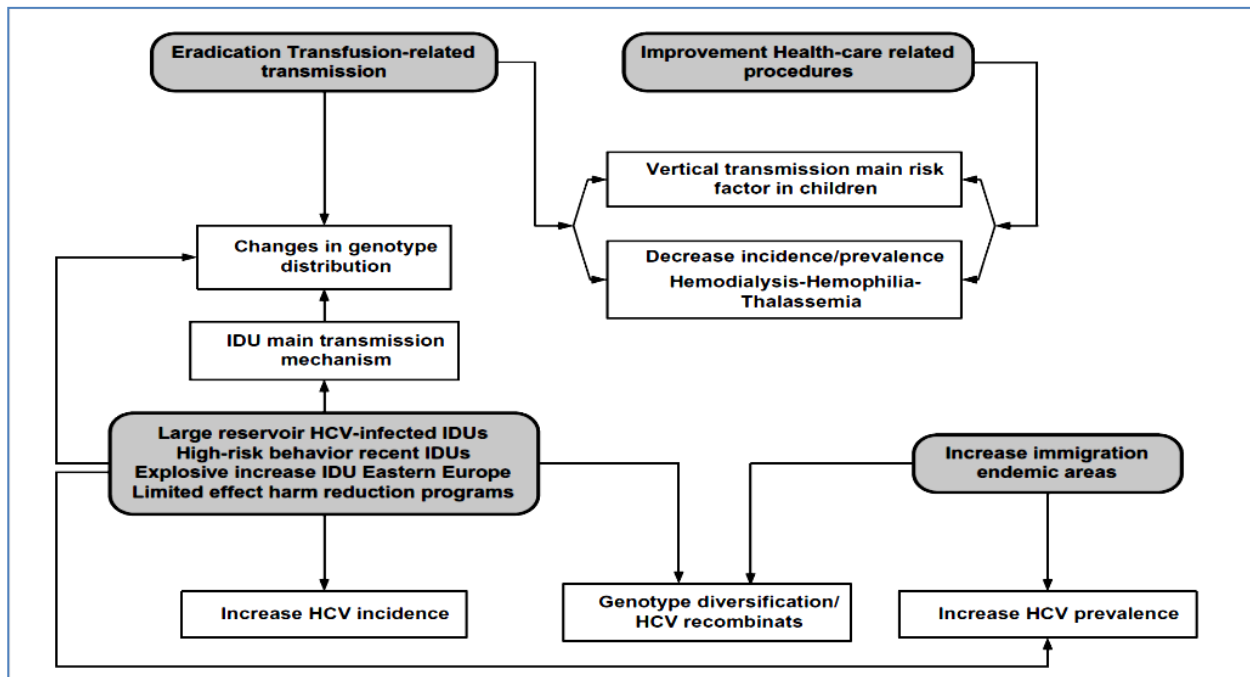 Eradication Transfusion-related
transmission
Improvement Health-care related
procedures
Vertical transmission main risk
factor in children
Changes in genotype
distribution
Decrease incidence/prevalence
Hemodialysis-Hemophilia-
Thalassemia
IDU main transmission
mechanism
Large reservoir HCV-infected IDUs
High-risk behavior recent IDUs
Explosive increase IDU Eastern Europe
Limited effect harm reduction programs
Increase immigration
endemic areas
Increase HCV incidence
Genotype diversification/
HCV recombinats
Increase HCV prevalence